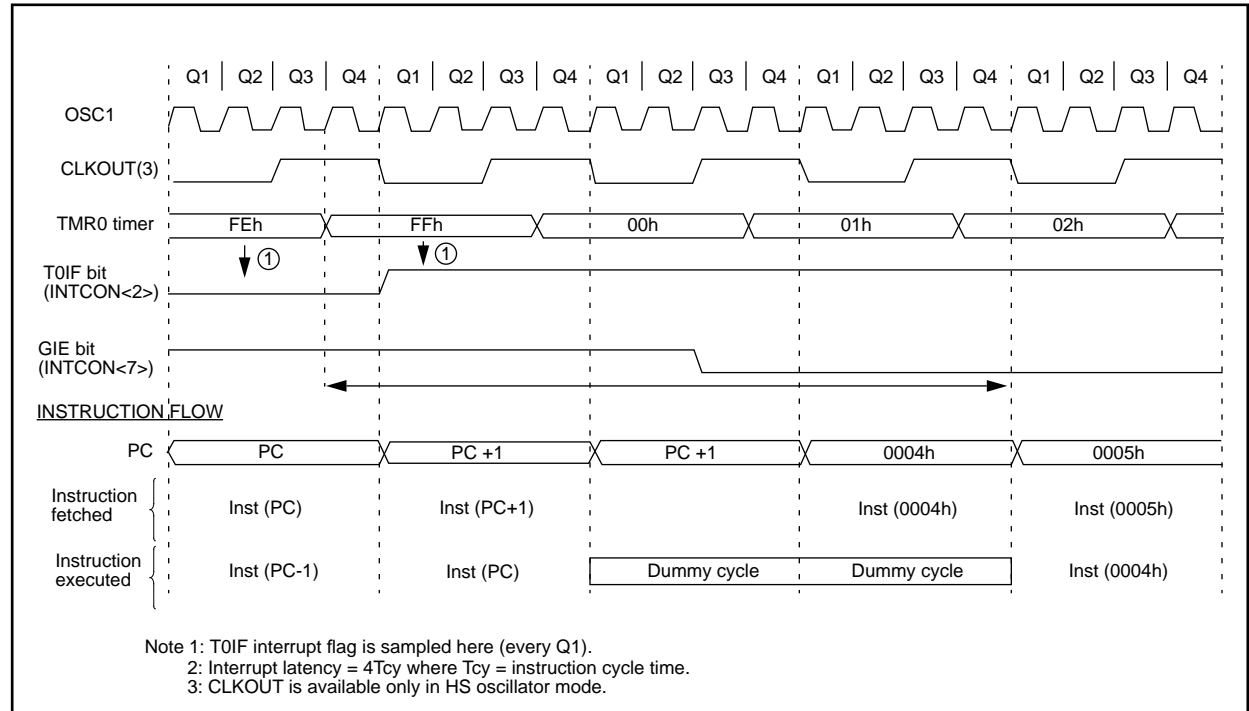 Q1 Q2 Q3 Q4 Q1 Q2 Q3 Q4 Q1 Q2 Q3 Q4 Q1 Q2 Q3 Q4 Q1 Q2 Q3 Q4
OSC1
CLKOUT(3)
TMR0 timer FEh FFh 00h 01h 02h
1 1
T0IF bit
(INTCON<2>)
GIE bit
(INTCON<7>)
INSTRUCTION FLOW
PC PC PC +1 PC +1 0004h 0005h
Instruction
fetched
Inst (PC) Inst (PC+1) Inst (0004h) Inst (0005h)
Instruction
executed
Inst (PC-1) Inst (PC) Dummy cycle Dummy cycle Inst (0004h)
Note 1: T0IF interrupt flag is sampled here (every Q1).
2: Interrupt latency = 4Tcy where Tcy = instruction cycle time.
3: CLKOUT is available only in HS oscillator mode.